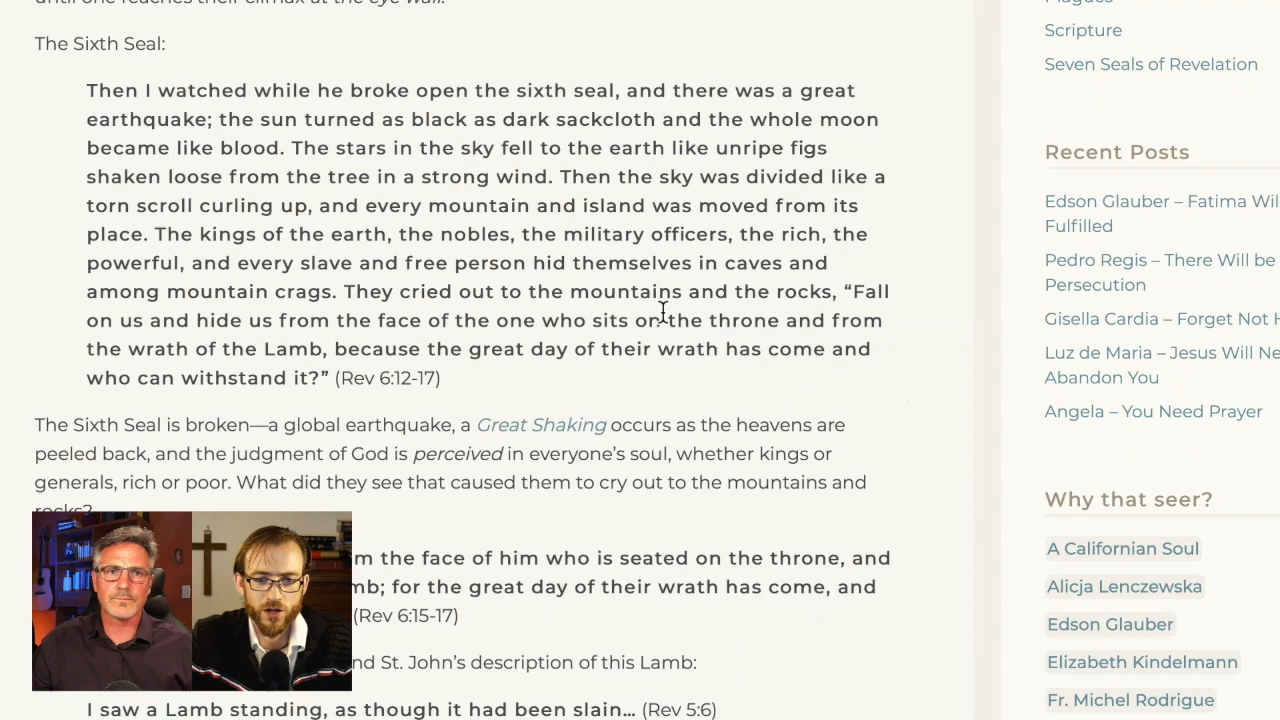 until one reaches their climax at the eye wall.
The Sixth Seal:
Then I watched while he broke open the sixth seal, and there was a great
earthquake; the sun turned as black as dark sackcloth and the whole moon
became like blood. The stars in the sky fell to the earth like unripe figs
shaken loose from the tree in a strong wind. Then the sky was divided like a
torn scroll curling up, and every mountain and island was moved from its
place. The kings of the earth, the nobles, the military officers, the rich, the
powerful, and every slave and free person hid themselves in caves and
among mountain crags. They cried out to the mountains and the rocks, “Fall
on us and hide us from the face of the one who sits on the throne and from
the wrath of the Lamb, because the great day of their wrath has come and
who can withstand it?” (Rev 6:12-17)
The Sixth Seal is broken—a global earthquake, a Great Shaking occurs as the heavens are
peeled back, and the judgment of God is perceived in everyone’s soul, whether kings or
generals, rich or poor. What did they see that caused them to cry out to the mountains and
rocks?
m the face of him who is seated on the throne, and
mb; for the great day of their wrath has come, and
(Rev 6:15-17)
nd St. John’s description of this Lamb:
I saw a Lamb standing, as though it had been slain… (Rev 5:6)
Plagues
Scripture
Seven Seals of Revelation
Recent Posts
Edson Glauber – Fatima Wil
Fulfilled
Pedro Regis – There Will be
Persecution
Gisella Cardia – Forget Not H
Luz de Maria – Jesus Will Ne
Abandon You
Angela – You Need Prayer
Why that seer?
A Californian Soul
Alicja Lenczewska
Edson Glauber
Elizabeth Kindelmann
Fr. Michel Rodrigue